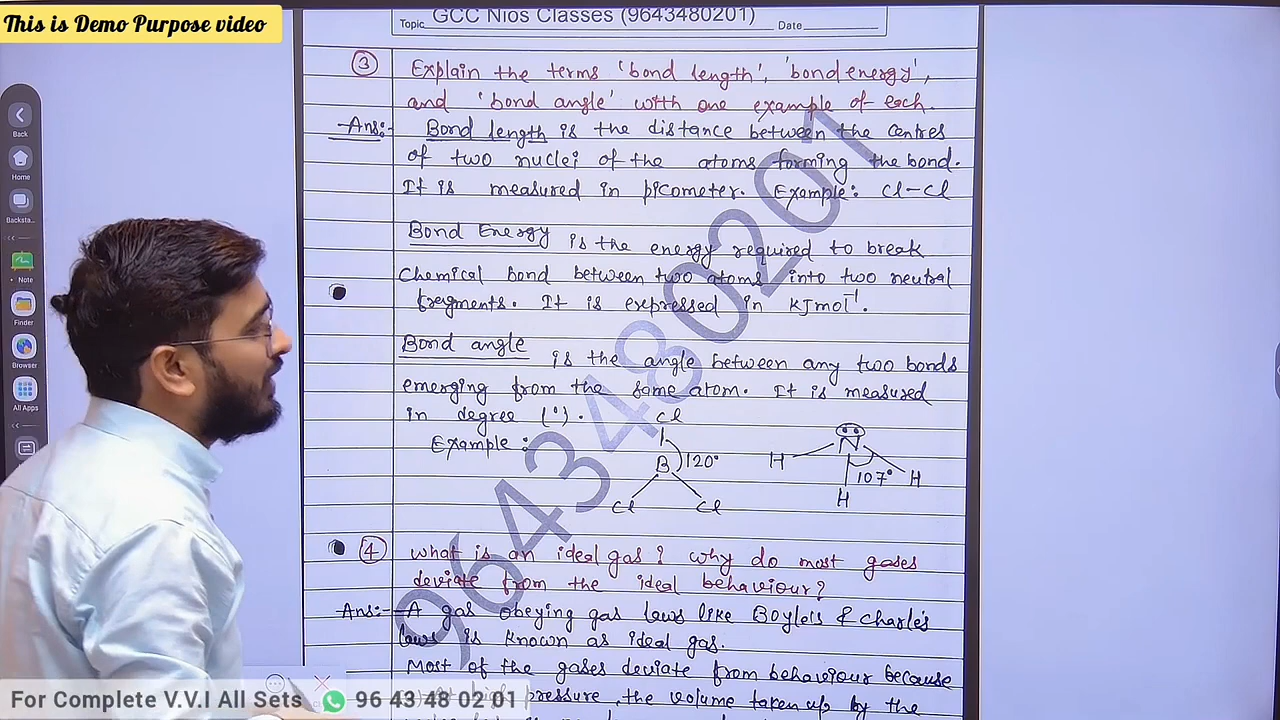 This is Demo Purpose video
GCC Nios Classes (9643480201)
Topic Date
3 Explain the terms 'bond length', 'bond energy',
and 'bond angle' with one example of each.
Ans:- Bond length is the distance between the centres
of two nuclei of the atoms forming the bond.
It is measured in picometer. Example: Cl-Cl
Bond Energy is the energy required to break
Chemical bond between two atoms into two neutral
fregments. It is expressed in KJmol⁻¹.
Bond angle is the angle between any two bonds
emerging from the same atom. It is measured
in degree (°).
Example:
Cl
B 120°
Cl Cl
N
H H
107°
H
4 what is an ideal gas? why do most gases
deviate from the ideal behaviour?
Ans:- A gas obeying gas laws like Boyle's & Charle's
laws is known as ideal gas.
Most of the gases deviate from behaviour because
pressure, the volume taken up by the
9643480201
Back
Home
Backsta...
Note
Finder
Browser
All Apps
For Complete V.V.I All Sets 96 43 48 02 01